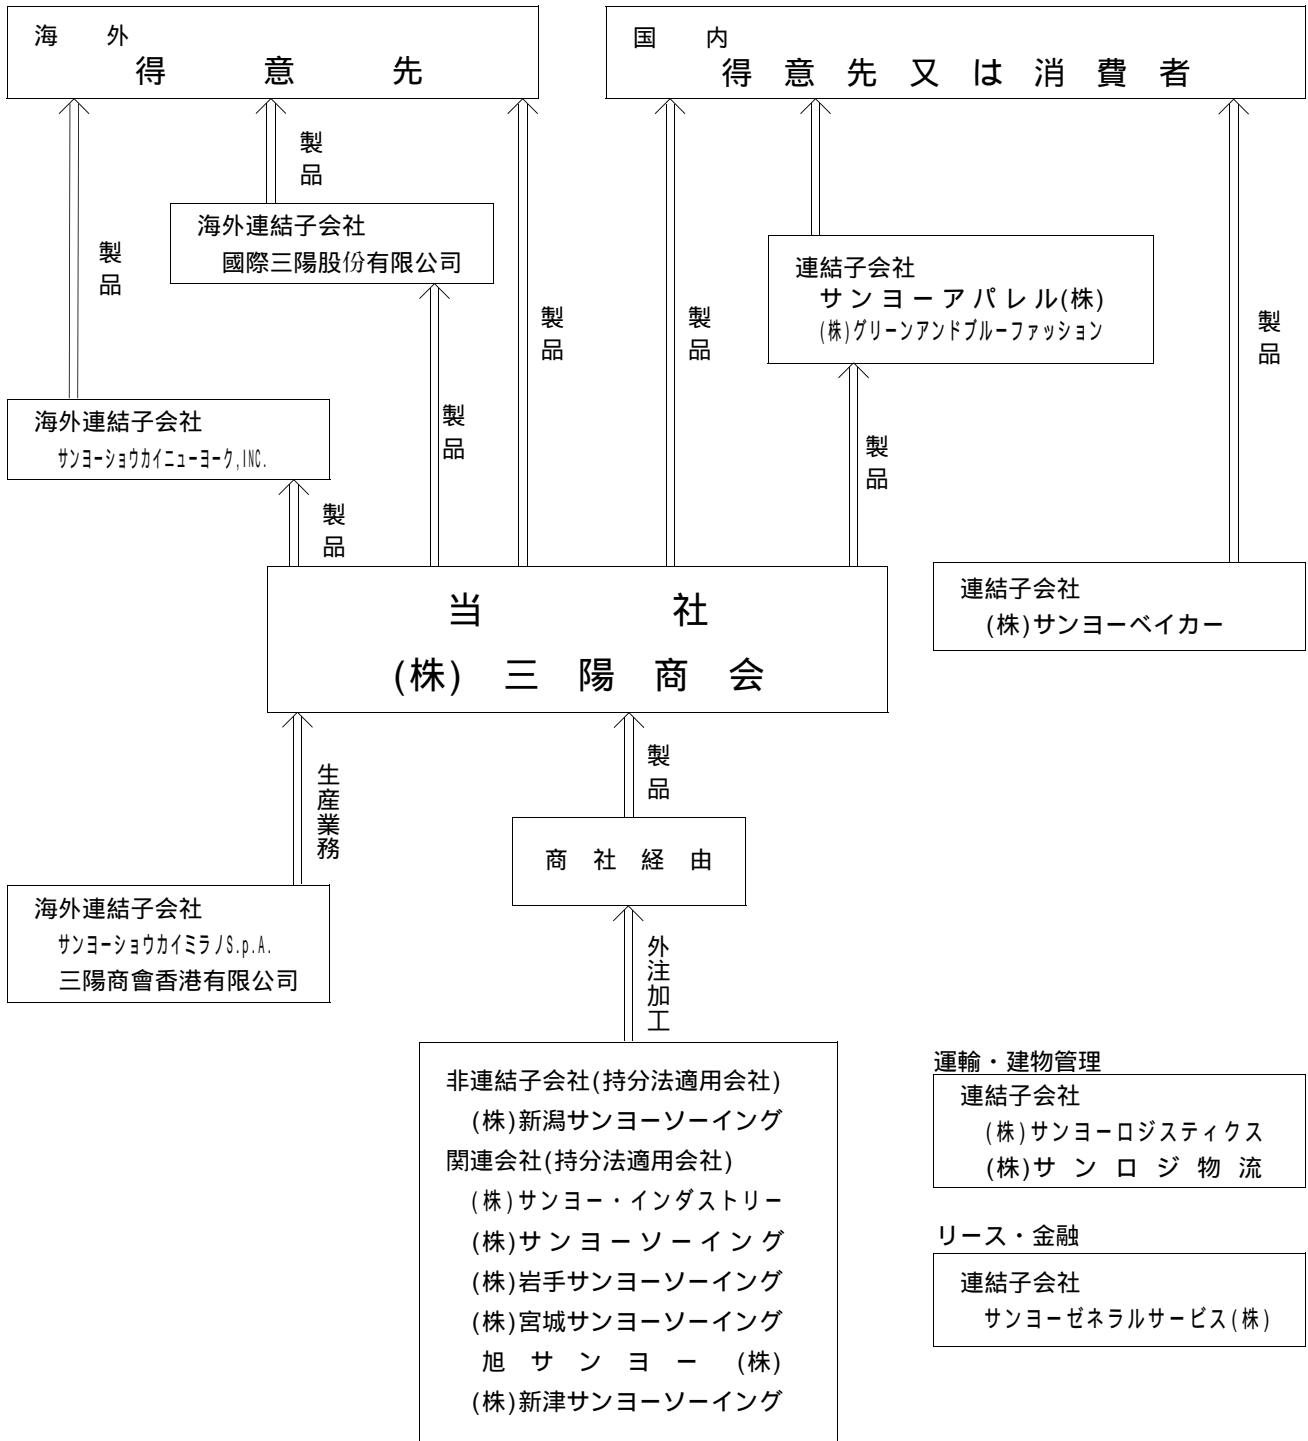 海　外
得　意　先
国　内
得意先又は消費者
製品
海外連結子会社
國際三陽股份有限公司
製品
製品
製品
連結子会社
サンヨーアパレル(株)
(株)グリーンアンドブルーファッション
製品
海外連結子会社
サンヨーショウカイニューヨーク,INC.
製品
製品
製品
当　社
(株)三陽商会
連結子会社
(株)サンヨーベイカー
生産業務
製品
商社経由
海外連結子会社
サンヨーショウカイミラノS.p.A.
三陽商會香港有限公司
外注加工
非連結子会社(持分法適用会社)
(株)新潟サンヨーソーイング
関連会社(持分法適用会社)
(株)サンヨー・インダストリー
(株)サンヨーソーイング
(株)岩手サンヨーソーイング
(株)宮城サンヨーソーイング
旭サンヨー(株)
(株)新津サンヨーソーイング
運輸・建物管理
連結子会社
(株)サンヨーロジスティクス
(株)サンロジ物流
リース・金融
連結子会社
サンヨーゼネラルサービス(株)